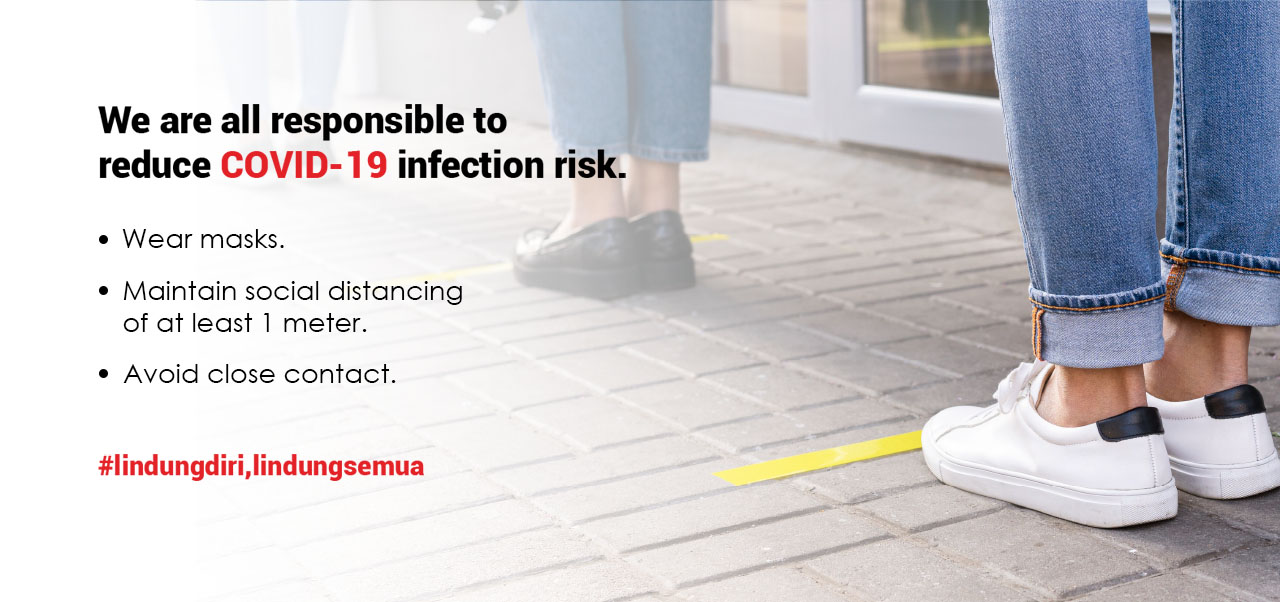 We are all responsible to
reduce COVID-19 infection risk.
• Wear masks.
• Maintain social distancing
of at least 1 meter.
• Avoid close contact.
#lindungdiri,lindungsemua